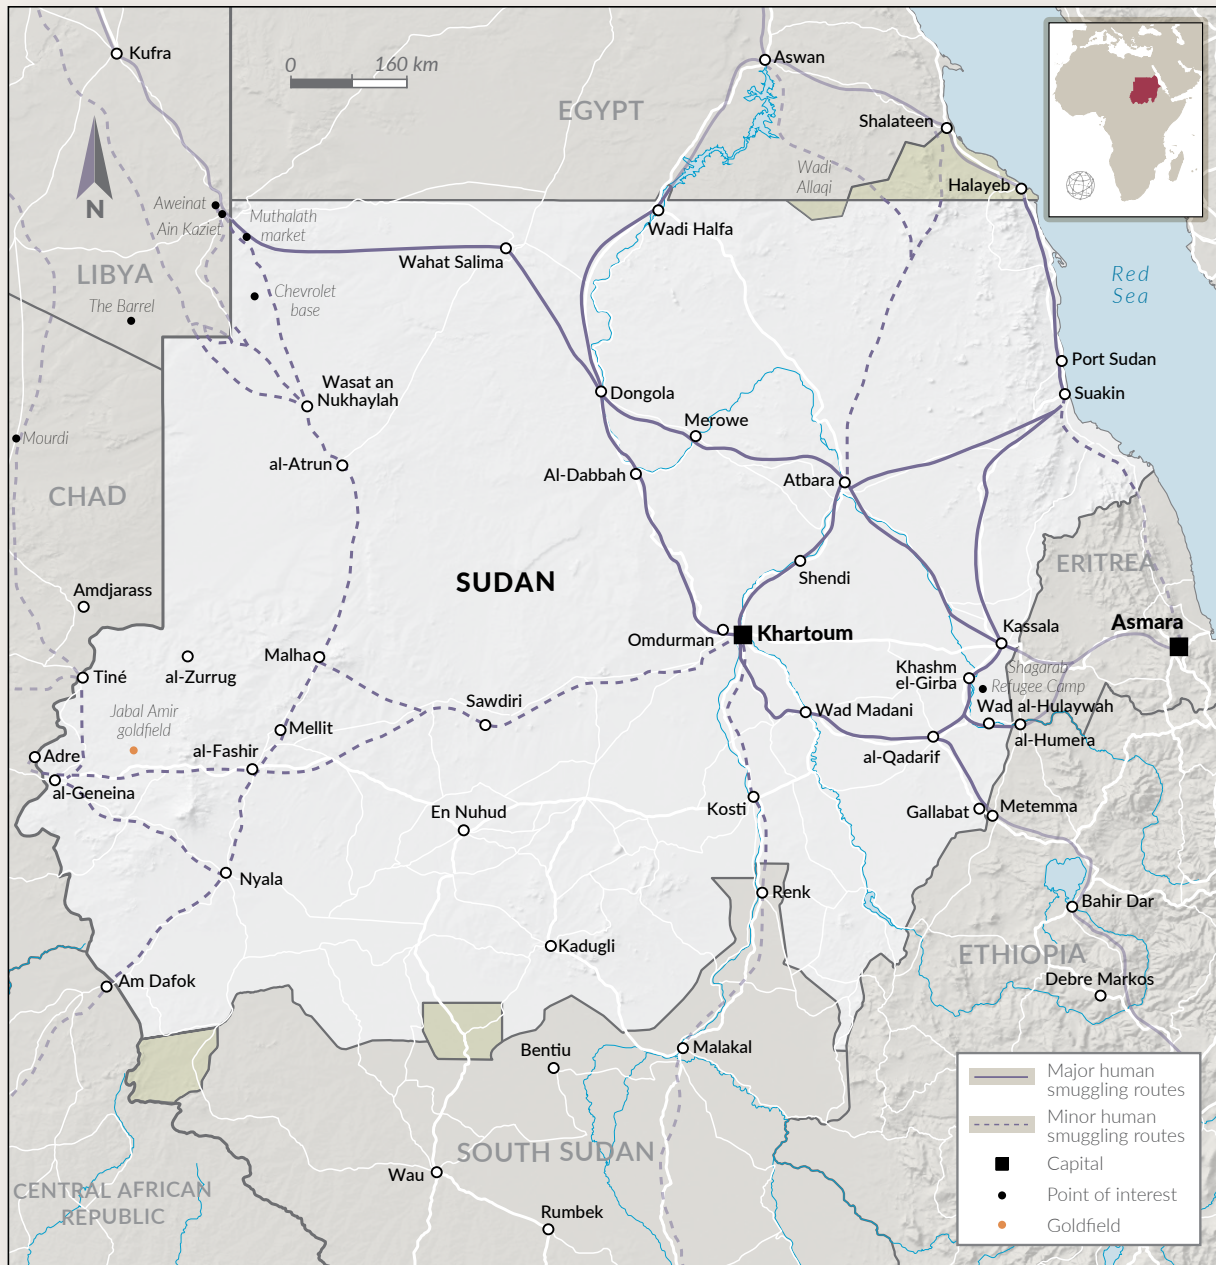 Kufra
0
160 km
Aswan
EGYPT
Shalateen
Wadi
Allaqi
Halayeb
N
Aweinat
Ain Kaziet
Muthalath
market
Wadi Halfa
Wahat Salima
LIBYA
The Barrel
Chevrolet
base
Red
Sea
Port Sudan
Suakin
Wasat an
Nukhaylah
Dongola
Merowe
Mourdi
al-Atrun
Al-Dabbah
Atbara
CHAD
SUDAN
Shendi
ERITREA
Amdjarass
Asmara
Omdurman
Khartoum
Kassala
Malha
Tiné
al-Zurrug
Khashm
el-Girba
Shagarab
Refugee Camp
Jabal Amir
goldfield
Sawdiri
Wad Madani
Wad al-Hulaywah
al-Humera
Mellit
al-Fashir
al-Qadarif
Adre
al-Geneina
En Nuhud
Kosti
Gallabat
Metemma
Nyala
Renk
Bahir Dar
Kadugli
ETHIOPIA
Am Dafok
Debre Markos
Bentiu
Malakal
SOUTH SUDAN
Wau
CENTRAL AFRICAN
REPUBLIC
Rumbek
Major human
smuggling routes
Minor human
smuggling routes
Capital
Point of interest
Goldfield